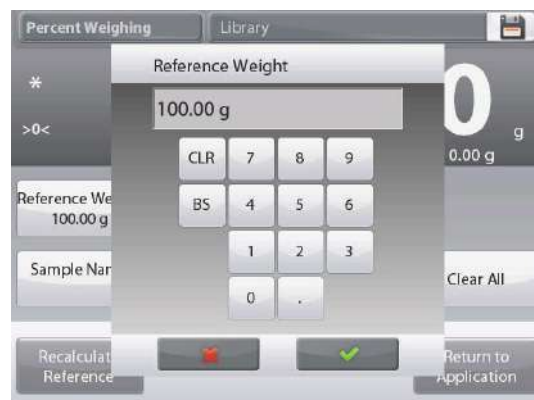 Percent Weighing
Library
Reference Weight
100.00 g
*
>0<
0
g
0.00 g
CLR 7 8 9
BS 4 5 6
1 2 3
0 .
Reference We
100.00 g
Sample Nar
Clear All
Recalculat
Reference
Return to
Application